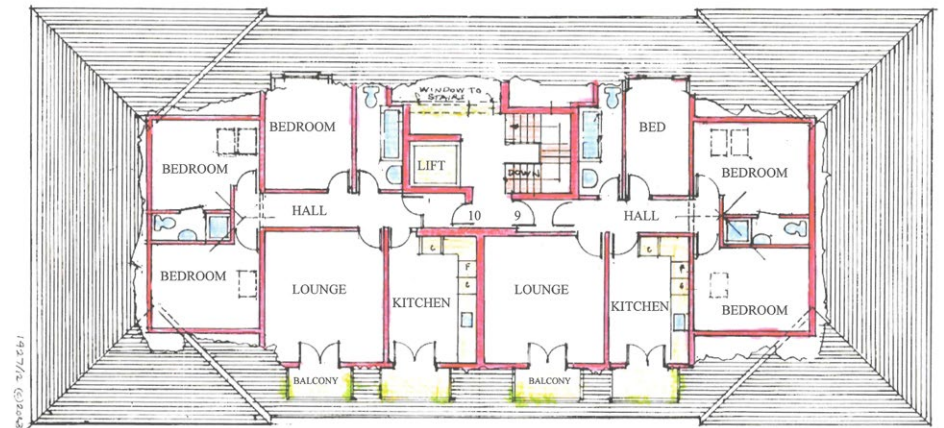 WINDOW TO
STAIRS
BEDROOM
BED
BEDROOM
LIFT
DOWN
BEDROOM
HALL
10
9
HALL
BEDROOM
LOUNGE
KITCHEN
LOUNGE
KITCHEN
BEDROOM
C
F
C
C
BALCONY
BALCONY